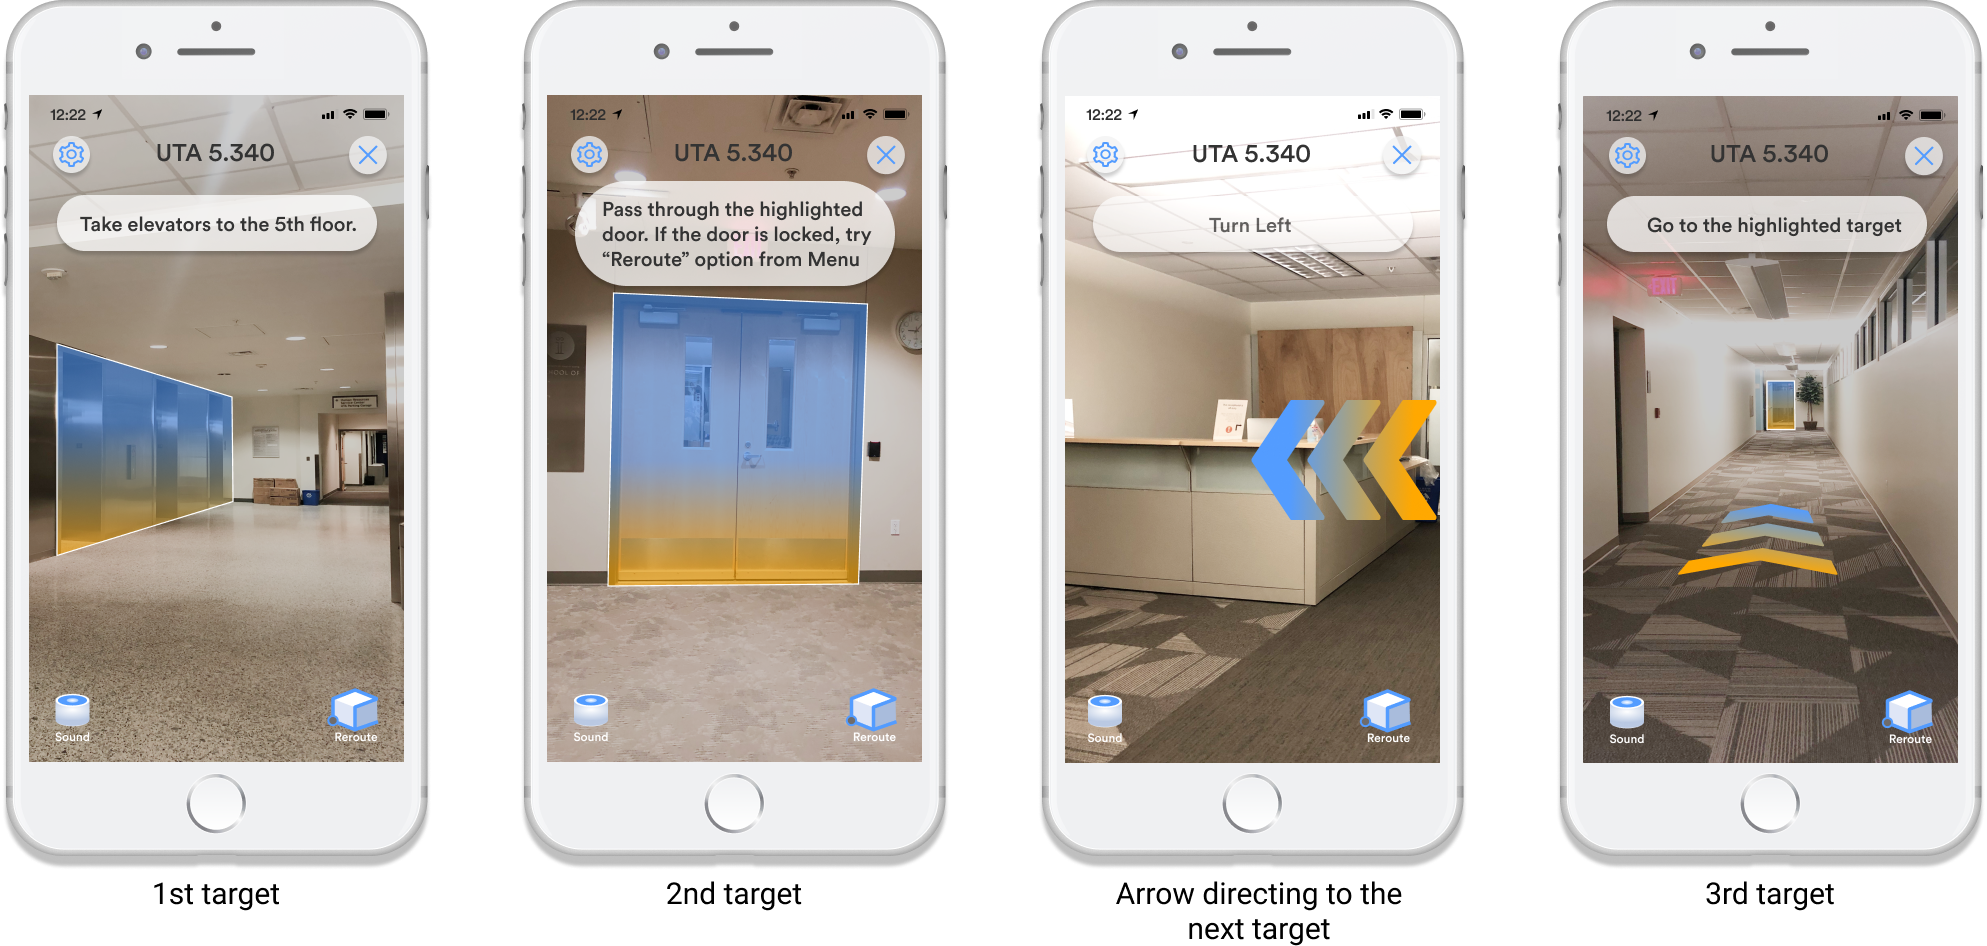 12:22
UTA 5.340
Take elevators to the 5th floor.
Sound
Reroute
1st target
12:22
UTA 5.340
Pass through the highlighted
door. If the door is locked, try
“Reroute” option from Menu
Sound
Reroute
2nd target
12:22
UTA 5.340
Turn Left
Sound
Reroute
Arrow directing to the
next target
12:22
UTA 5.340
Go to the highlighted target
EXIT
Sound
Reroute
3rd target